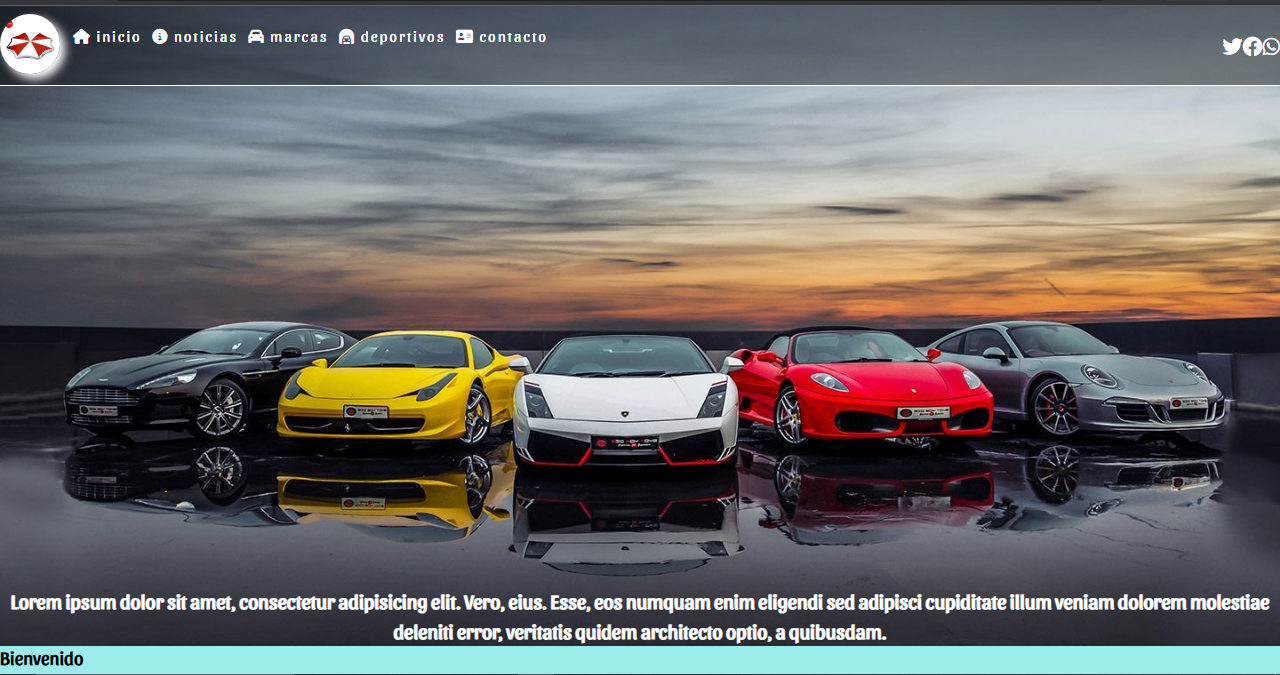 inicio noticias marcas deportivos contacto
Lorem ipsum dolor sit amet, consectetur adipisicing elit. Vero, eius. Esse, eos numquam enim eligendi sed adipisci cupiditate illum veniam dolorem molestiae
deleniti error, veritatis quidem architecto optio, a quibusdam.
Bienvenido